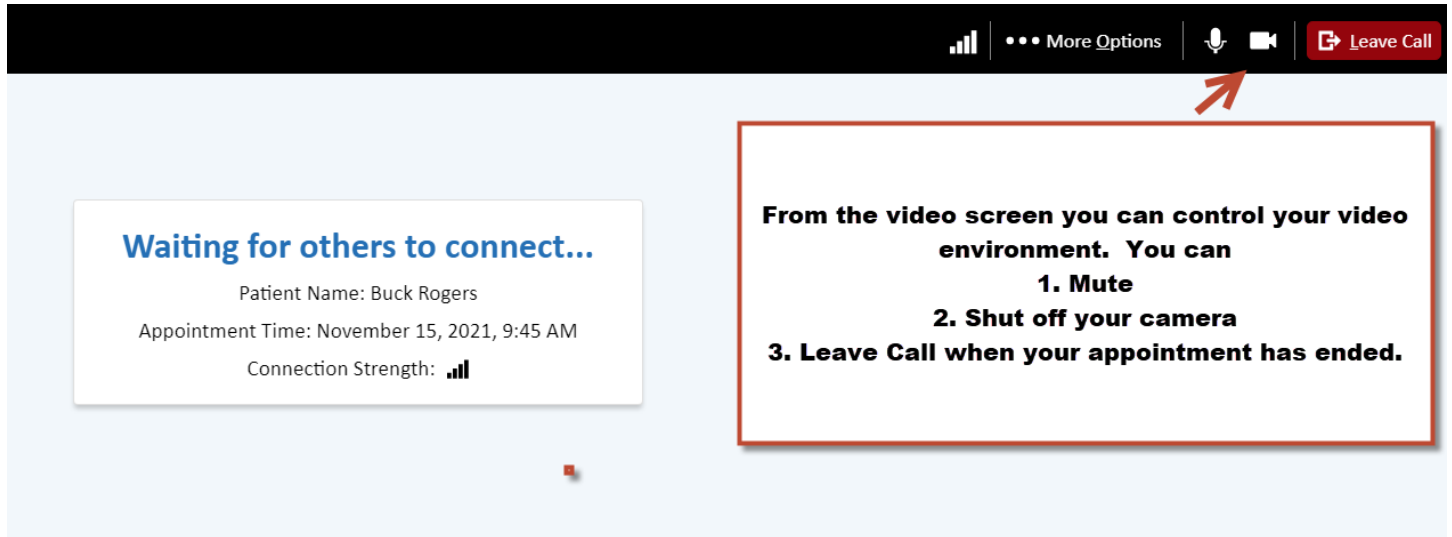 More Options
Leave Call
Waiting for others to connect...
Patient Name: Buck Rogers
Appointment Time: November 15, 2021, 9:45 AM
Connection Strength:
From the video screen you can control your video
environment.  You can
1. Mute
2. Shut off your camera
3. Leave Call when your appointment has ended.